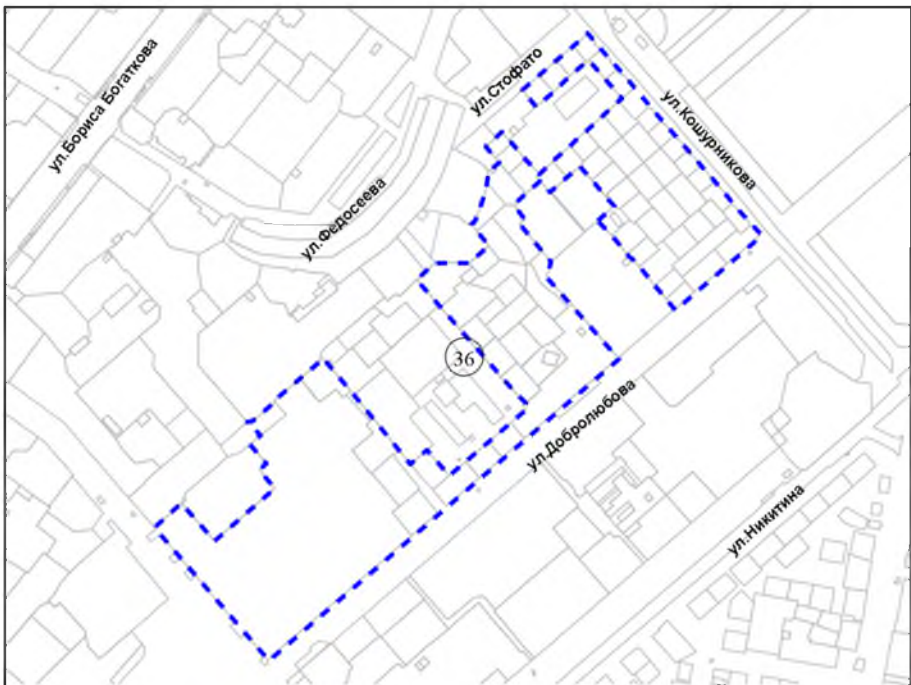 ул.Бориса Богаткова
ул.Стофато
ул.Кошурникова
ул.Федосеева
36
ул.Добролюбова
ул.Никитина